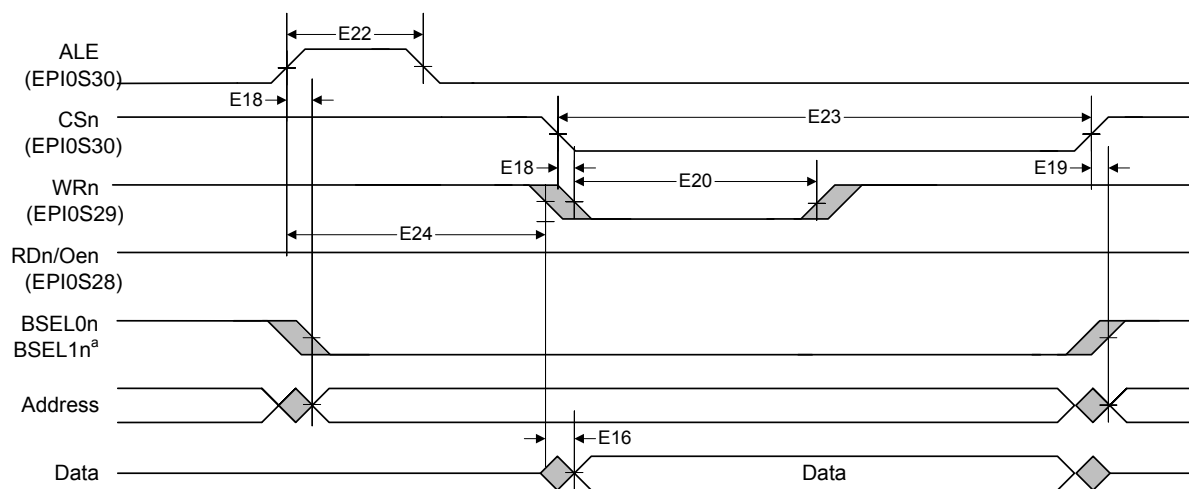 E22
ALE
(EPI0S30)
E18
CSn
(EPI0S30)
E23
E18
E20
E19
WRn
(EPI0S29)
E24
RDn/Oen
(EPI0S28)
BSEL0n
BSEL1nᵃ
Address
E16
Data
Data